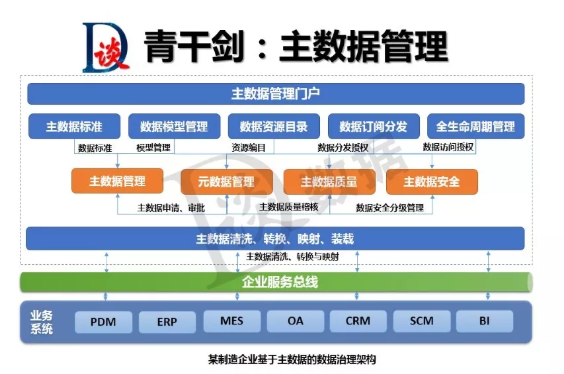 D谈 青干剑：主数据管理
主数据管理门户
主数据标准 数据模型管理 数据资源目录 数据订阅分发 全生命周期管理
数据标准 模型管理 资源编目 数据分发授权 数据访问授权
主数据管理 元数据管理 主数据质量 主数据安全
主数据申请、审批 主数据质量稽核 数据安全分级管理
主数据清洗、转换、映射、装载
主数据清洗、转换与映射
企业服务总线
业务
系统
PDM ERP MES OA CRM SCM BI
某制造企业基于主数据的数据治理架构
D谈数据